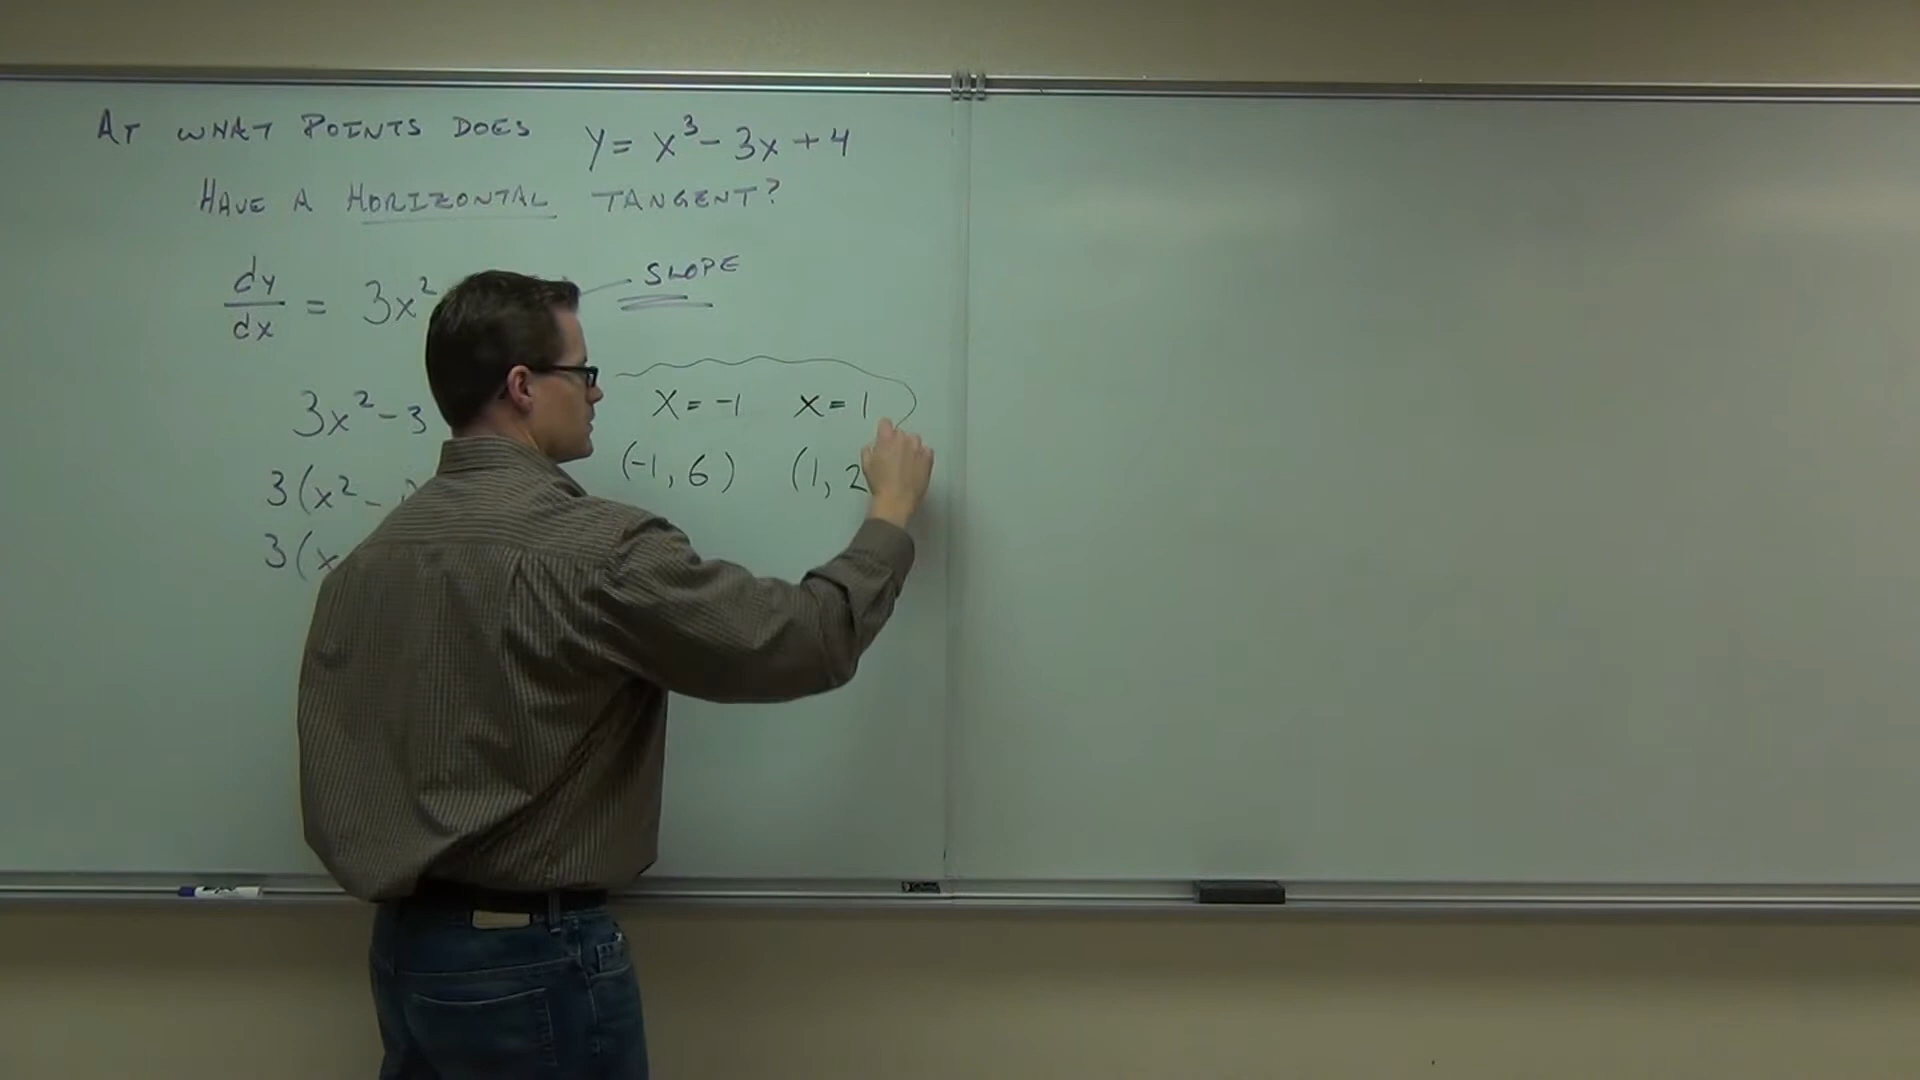 AT WHAT POINTS DOES y = x³ - 3x + 4
HAVE A HORIZONTAL TANGENT?
dy/dx = 3x²
SLOPE
3x² - 3
x = -1 x = 1
(-1, 6) (1, 2
3(x² -
3(x